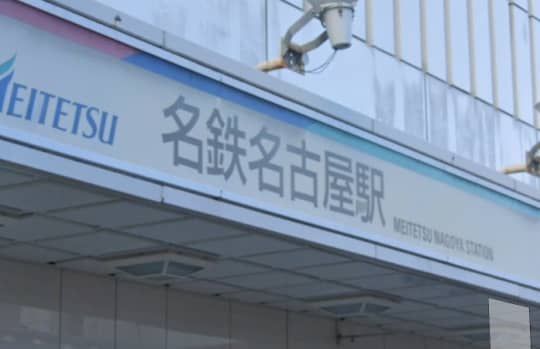 MEITETSU
名鉄名古屋駅
MEITETSU NAGOYA STATION